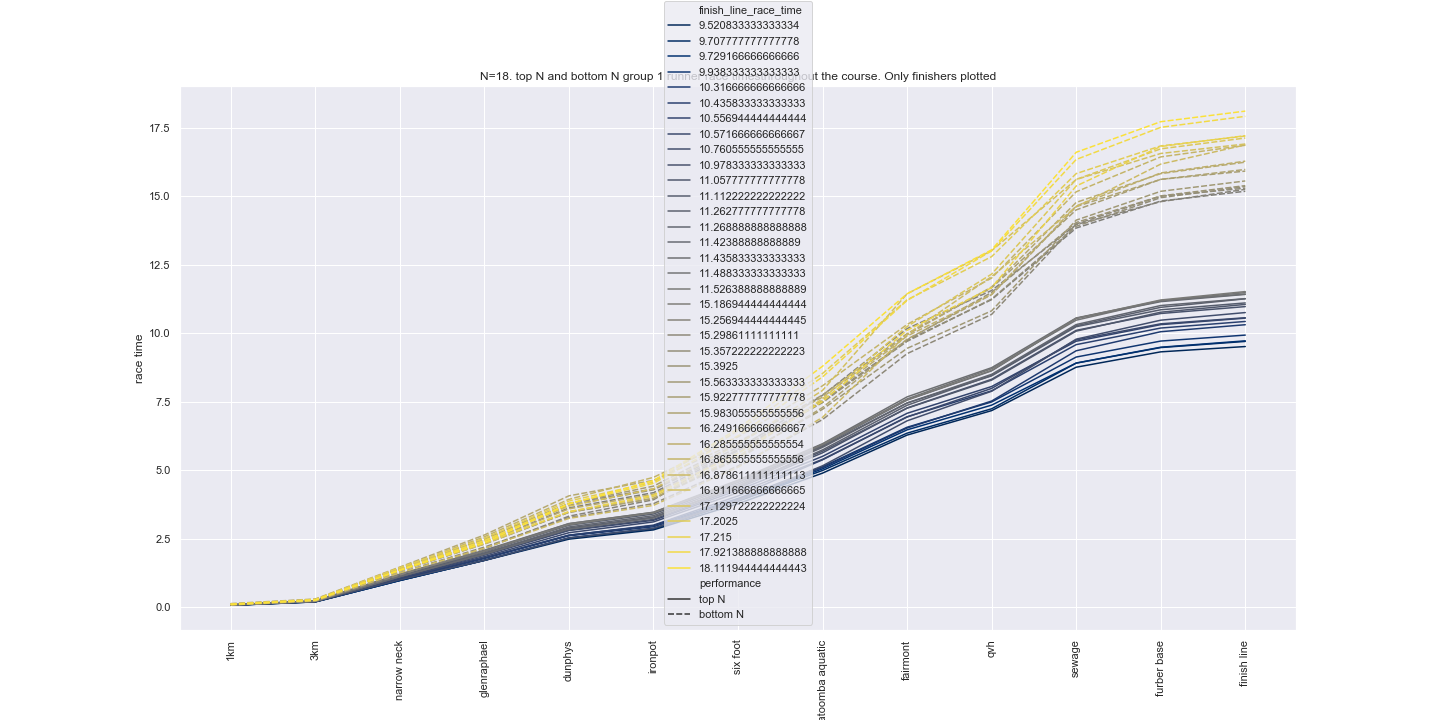 finish_line_race_time
9.520833333333334
9.707777777777778
9.729166666666666
9.938333333333333
N=18. top N and bottom N group 1 runner race times throughout the course. Only finishers plotted
10.316666666666666
10.435833333333333
10.556944444444444
10.571666666666667
10.760555555555555
10.978333333333333
11.057777777777778
11.112222222222222
11.262777777777778
11.268888888888888
11.42388888888889
11.435833333333333
11.488333333333333
11.526388888888889
15.186944444444444
15.256944444444445
15.29861111111111
15.357222222222223
15.3925
15.563333333333333
15.922777777777778
15.983055555555556
16.249166666666667
16.285555555555554
16.865555555555556
16.878611111111113
16.911666666666665
17.129722222222224
17.2025
17.215
17.921388888888888
18.111944444444443
performance
top N
bottom N
race time
17.5
15.0
12.5
10.0
7.5
5.0
2.5
0.0
1km
3km
narrow neck
glenraphael
dunphys
ironpot
six foot
atoomba aquatic
fairmont
qvh
sewage
furber base
finish line